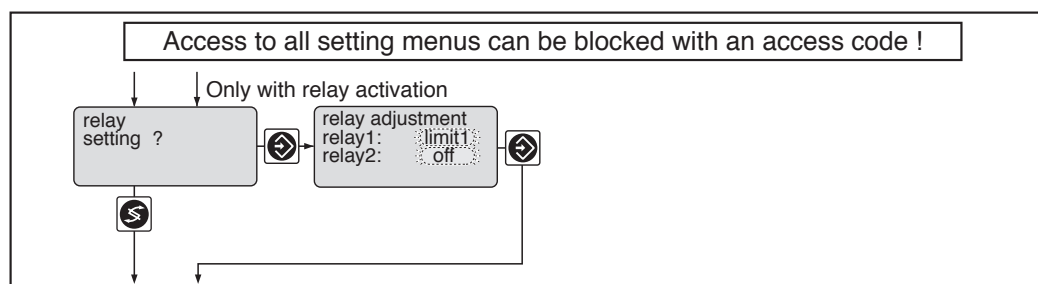 Access to all setting menus can be blocked with an access code !
Only with relay activation
relay
setting ?
relay adjustment
relay1: limit1
relay2: off